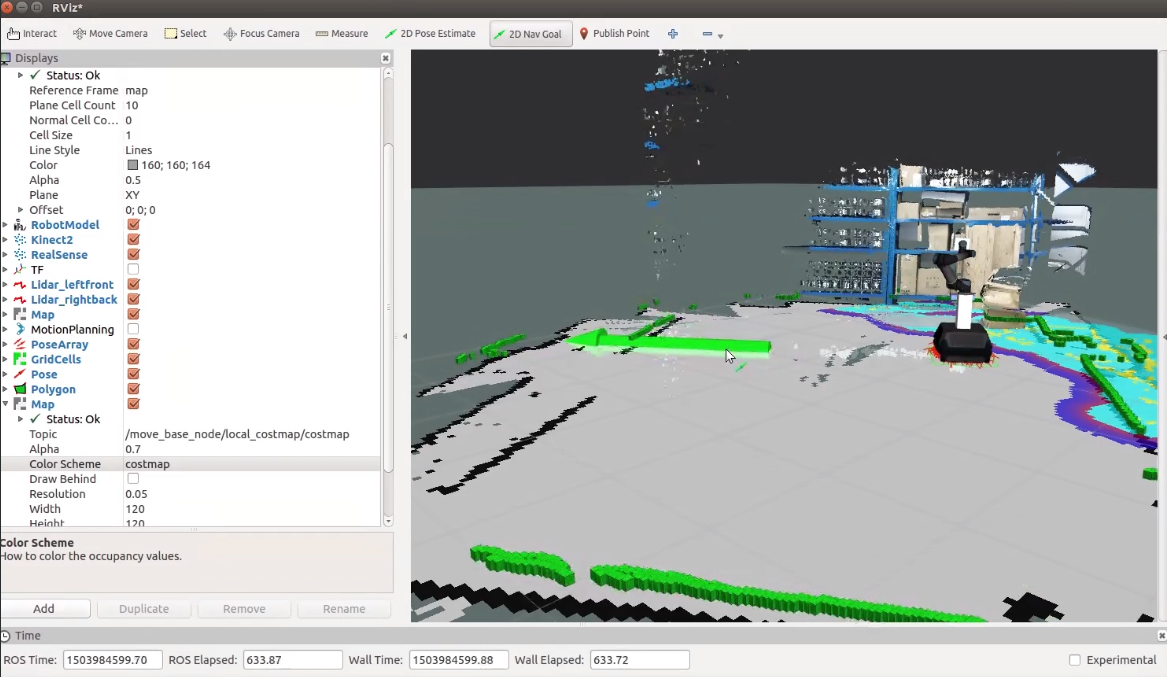 RViz*
Interact Move Camera Select Focus Camera Measure 2D Pose Estimate 2D Nav Goal Publish Point
Displays
Status: Ok
Reference Frame map
Plane Cell Count 10
Normal Cell Co... 0
Cell Size 1
Line Style Lines
Color 160; 160; 164
Alpha 0.5
Plane XY
Offset 0; 0; 0
RobotModel
Kinect2
RealSense
TF
Lidar_leftfront
Lidar_rightback
Map
MotionPlanning
PoseArray
GridCells
Pose
Polygon
Map
Status: Ok
Topic /move_base_node/local_costmap/costmap
Alpha 0.7
Color Scheme costmap
Draw Behind
Resolution 0.05
Width 120
Height 120
Color Scheme
How to color the occupancy values.
Add Duplicate Remove Rename
Time
ROS Time: 1503984599.70 ROS Elapsed: 633.87 Wall Time: 1503984599.88 Wall Elapsed: 633.72 Experimental